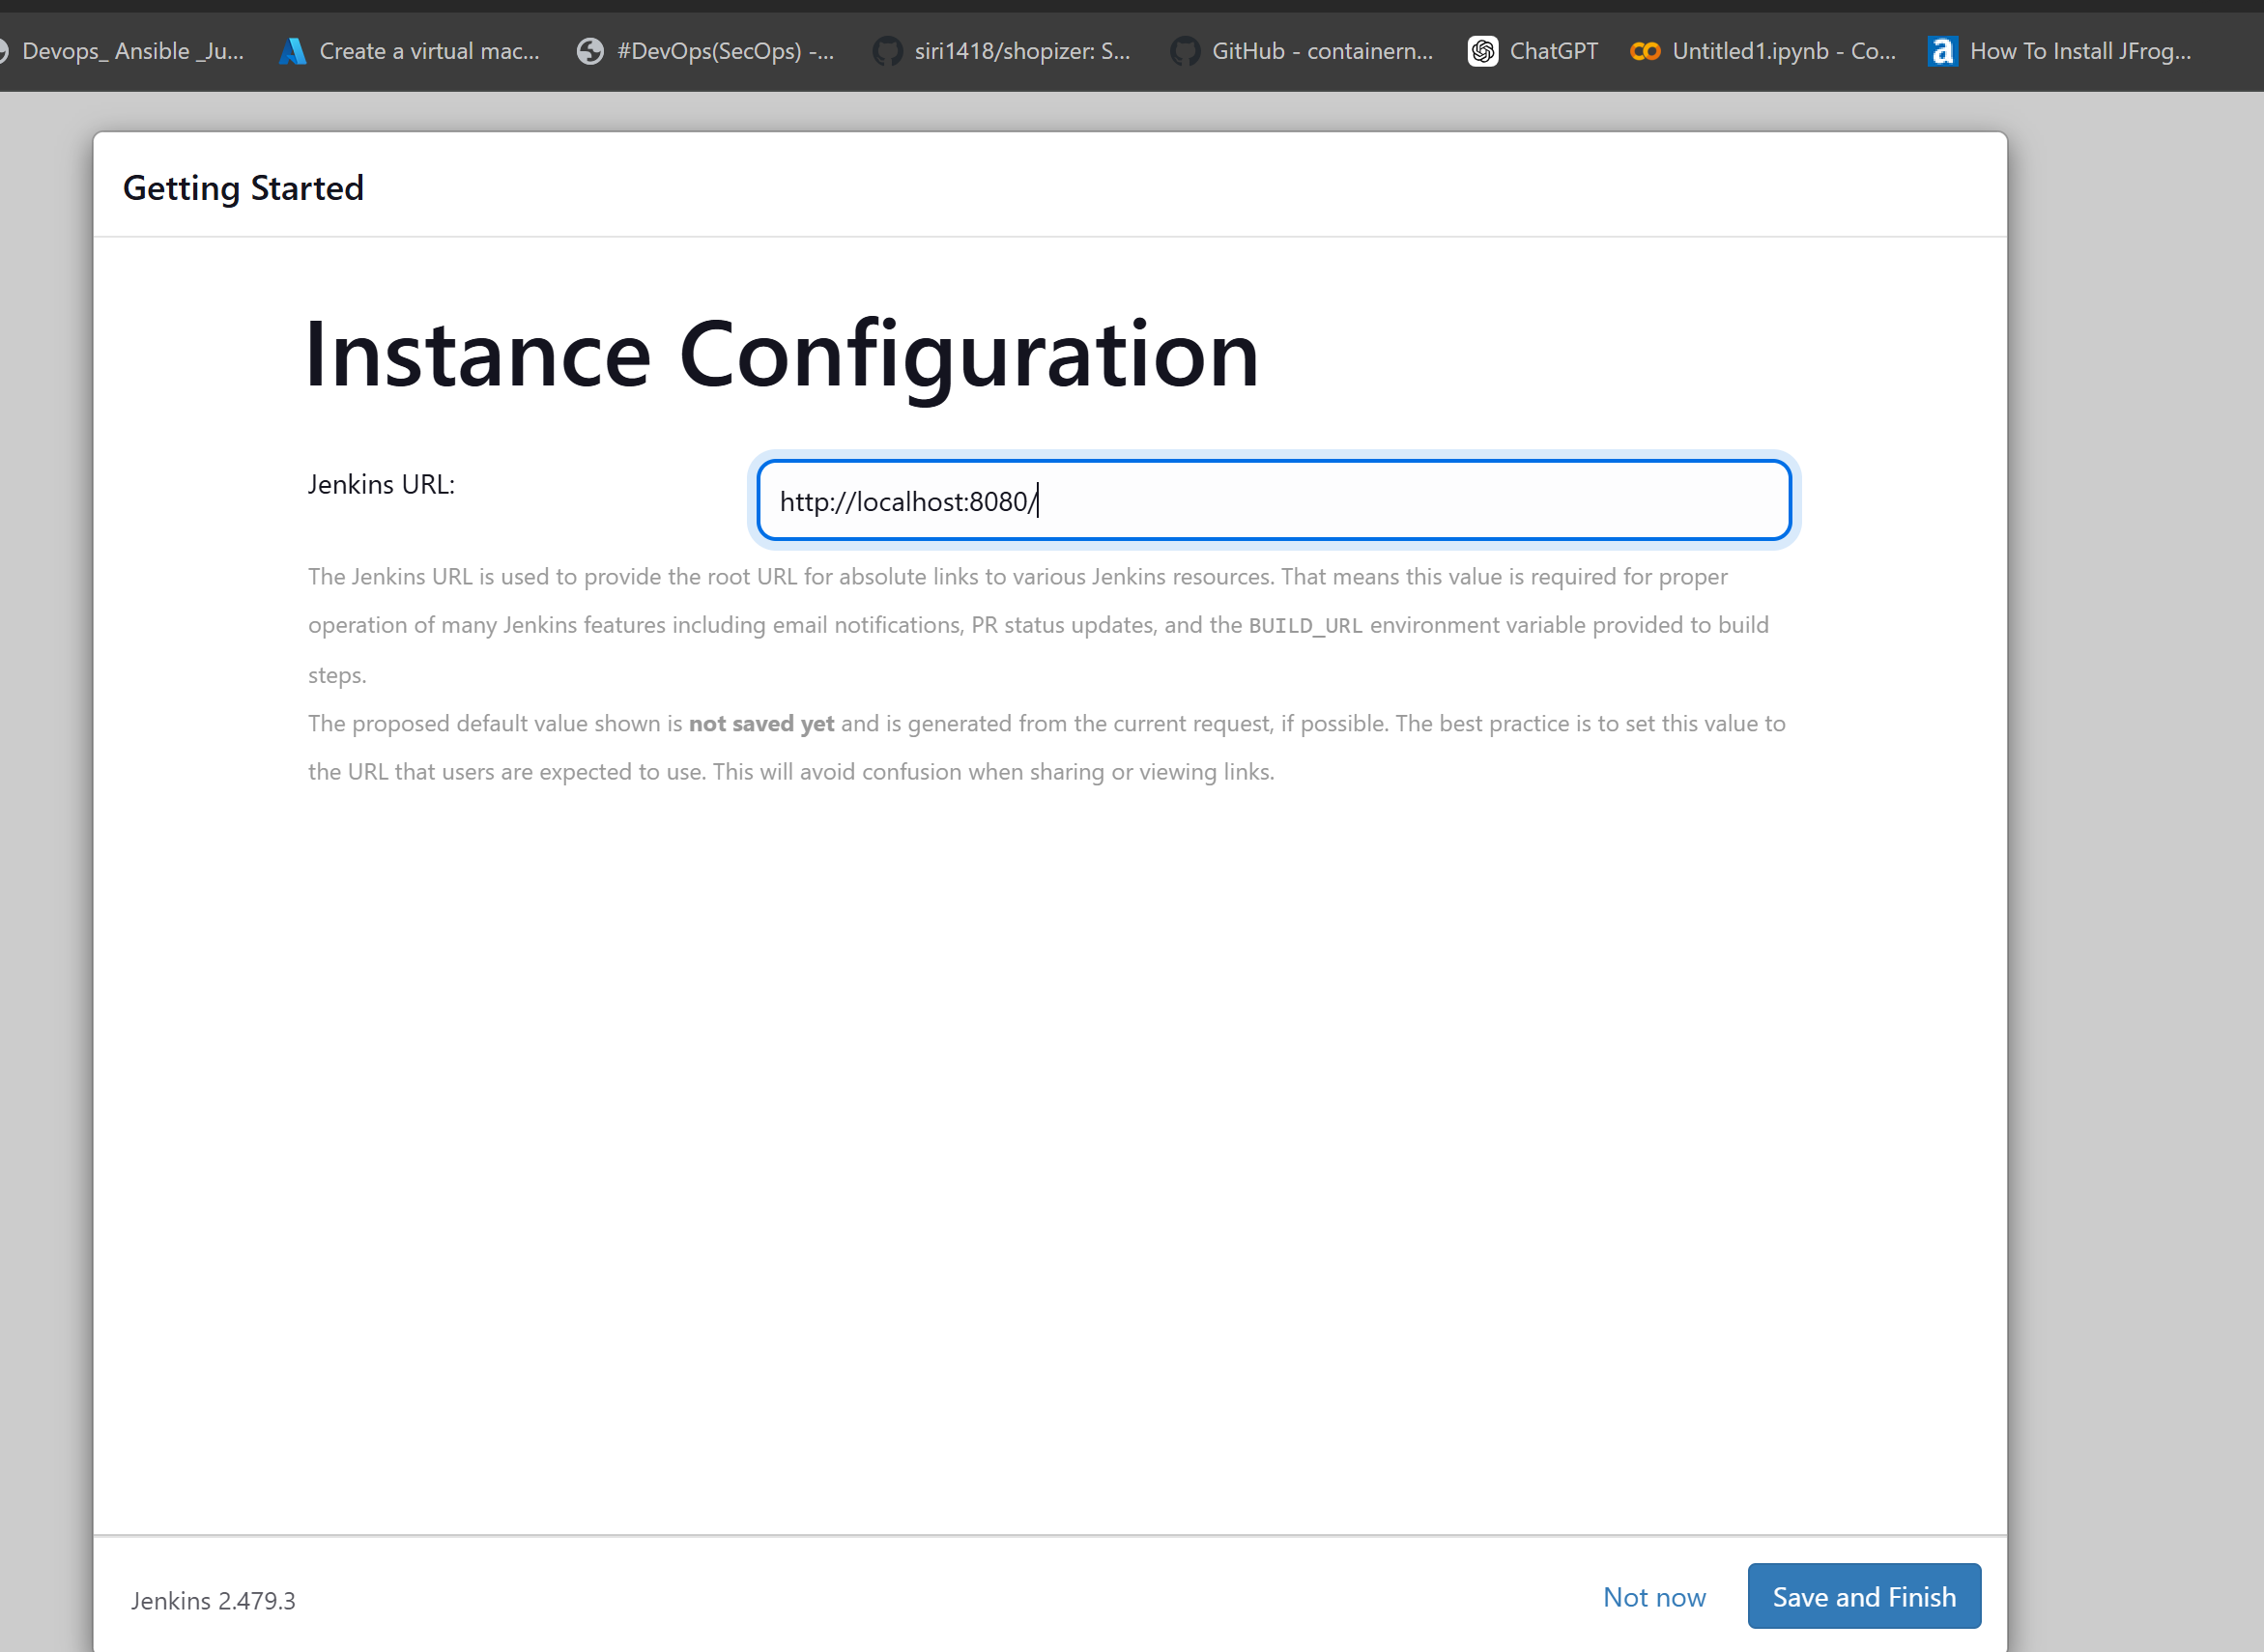 Devops_ Ansible _Ju... Create a virtual mac... #DevOps(SecOps) -... siri1418/shopizer: S... GitHub - containern... ChatGPT Untitled1.ipynb - Co... How To Install JFrog...
Getting Started
Instance Configuration
Jenkins URL: http://localhost:8080/
The Jenkins URL is used to provide the root URL for absolute links to various Jenkins resources. That means this value is required for proper
operation of many Jenkins features including email notifications, PR status updates, and the BUILD_URL environment variable provided to build
steps.
The proposed default value shown is not saved yet and is generated from the current request, if possible. The best practice is to set this value to
the URL that users are expected to use. This will avoid confusion when sharing or viewing links.
Jenkins 2.479.3 Not now Save and Finish